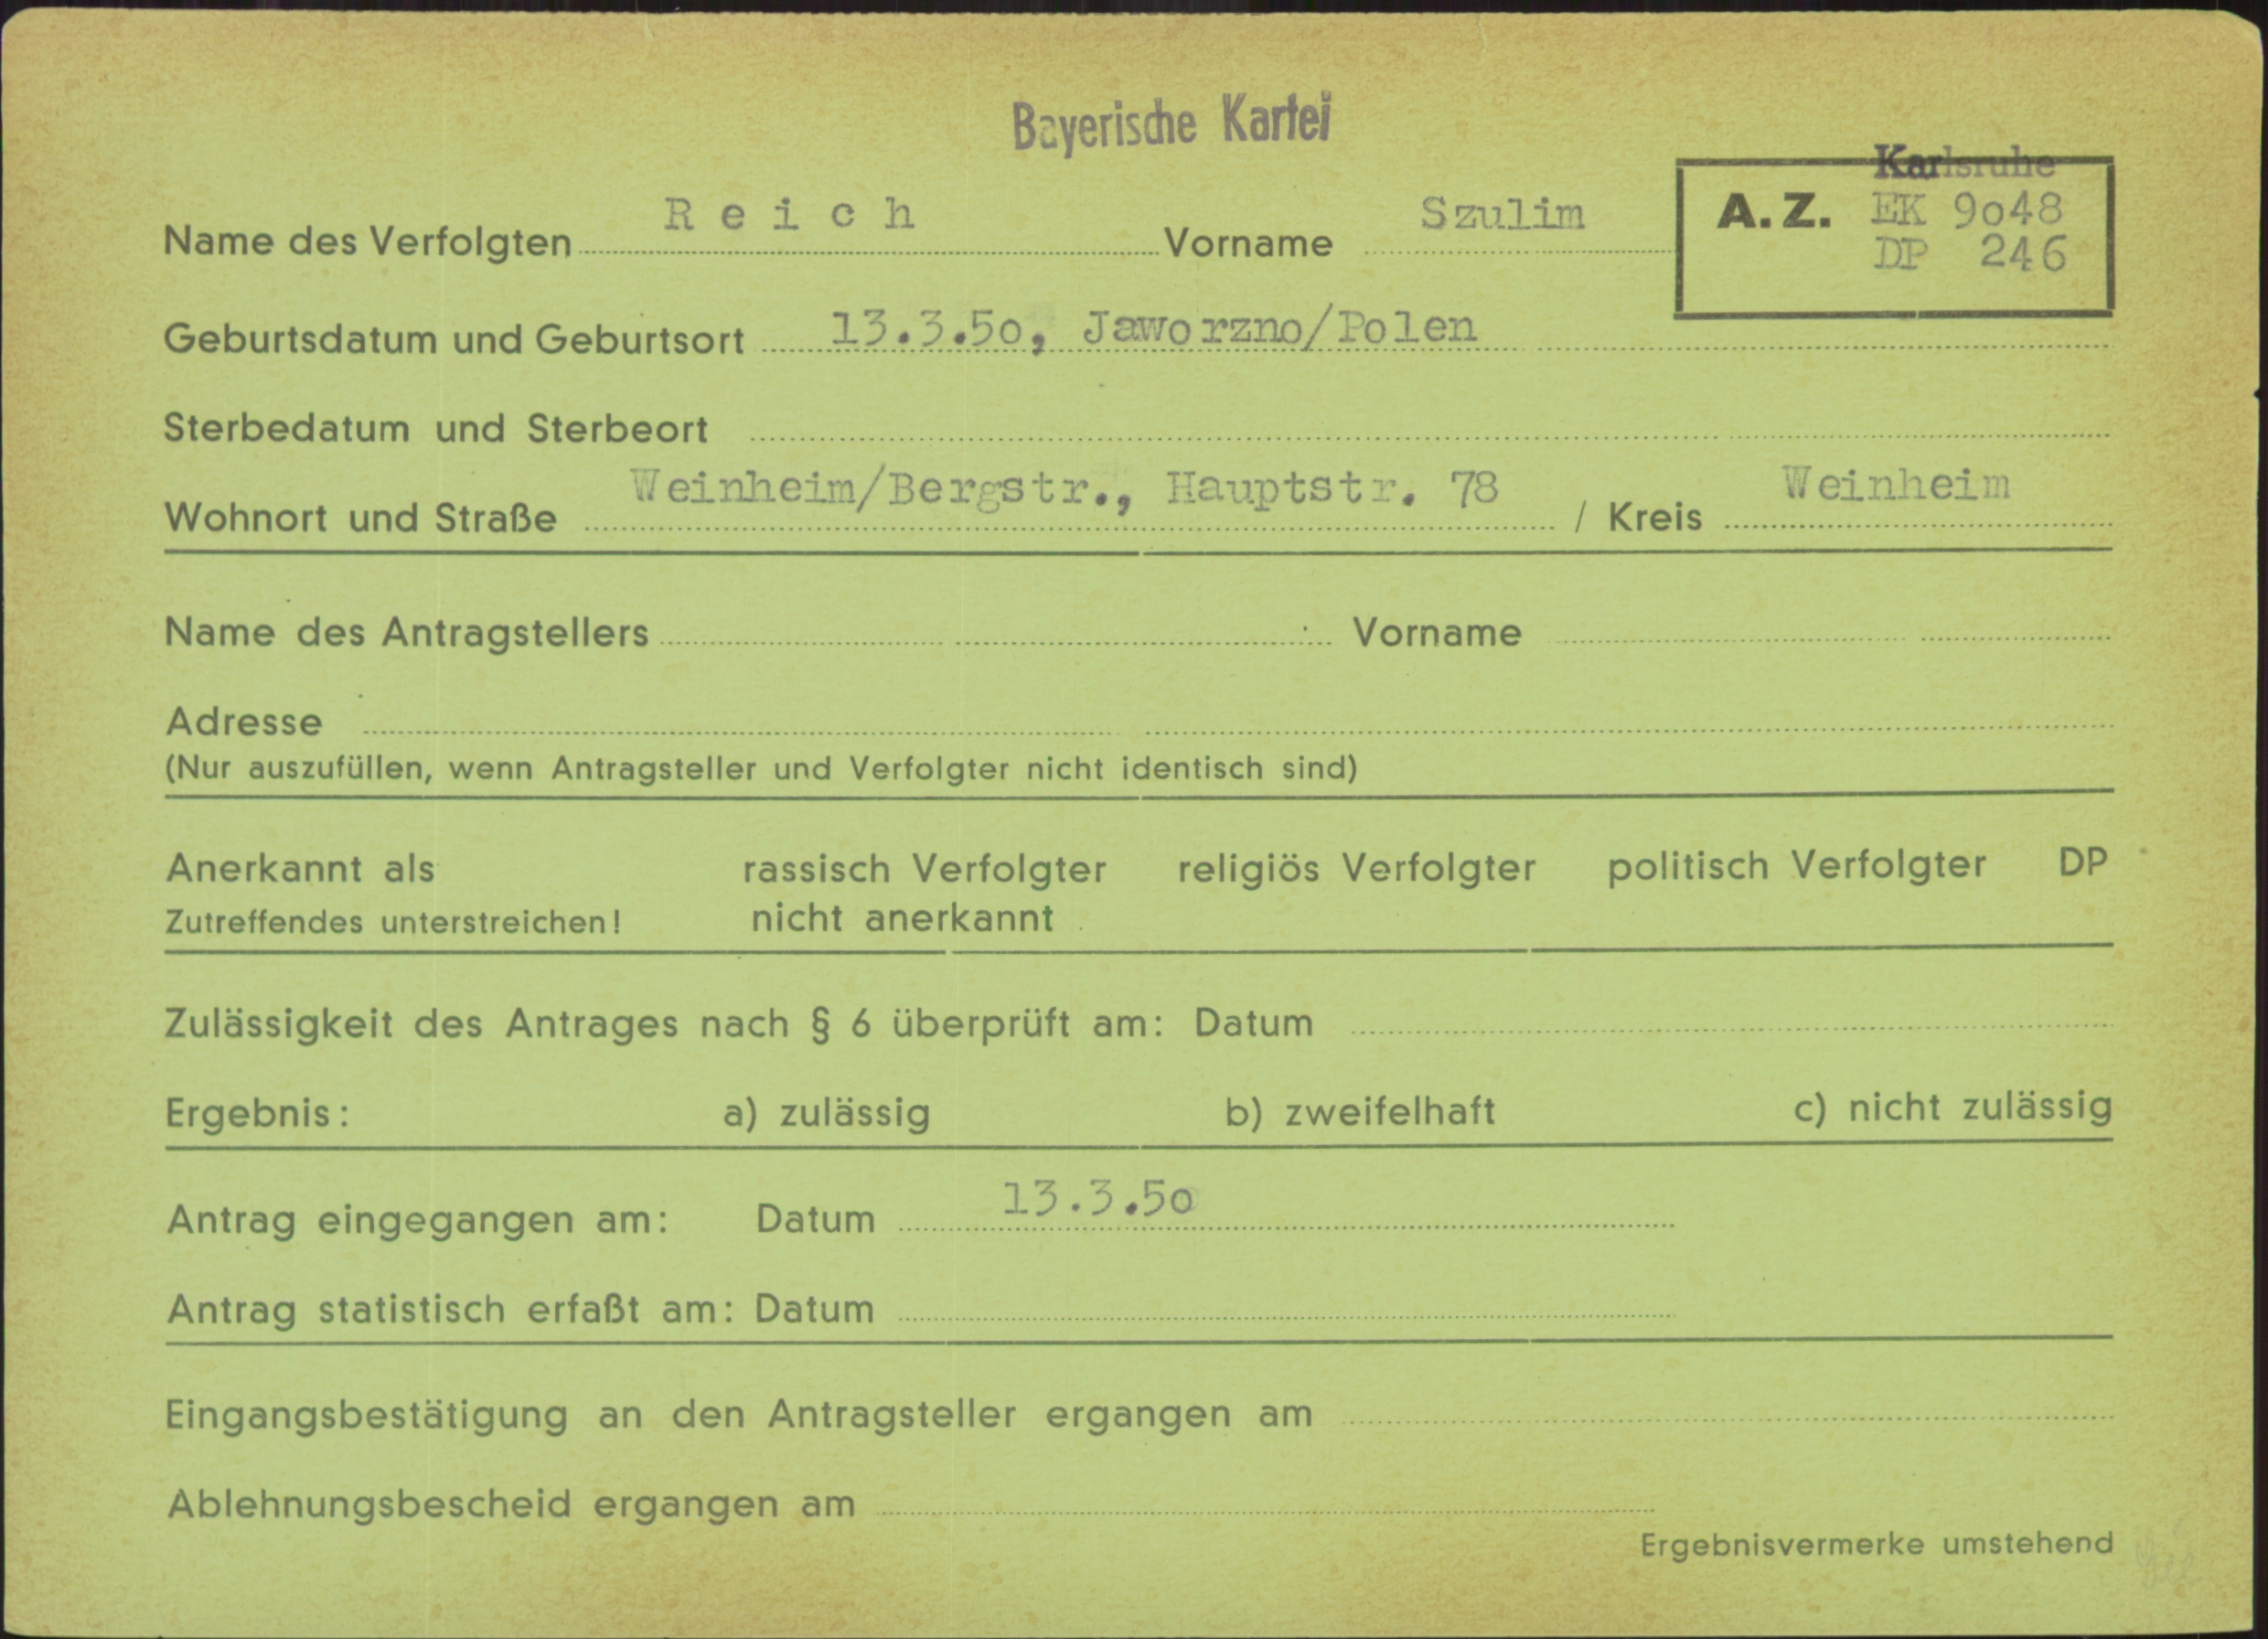 Bayerische Kartei
Karlsruhe
Name des Verfolgten R e i c h Vorname Szulim A.Z. EK 9o48
DP 246
Geburtsdatum und Geburtsort 13.3.5o, Jaworzno/Polen
Sterbedatum und Sterbeort
Wohnort und Straße Weinheim/Bergstr., Hauptstr. 78 / Kreis Weinheim
Name des Antragstellers Vorname
Adresse
(Nur auszufüllen, wenn Antragsteller und Verfolgter nicht identisch sind)
Anerkannt als rassisch Verfolgter religiös Verfolgter politisch Verfolgter DP
Zutreffendes unterstreichen! nicht anerkannt
Zulässigkeit des Antrages nach § 6 überprüft am: Datum
Ergebnis: a) zulässig b) zweifelhaft c) nicht zulässig
Antrag eingegangen am: Datum 13.3.5o
Antrag statistisch erfaßt am: Datum
Eingangsbestätigung an den Antragsteller ergangen am
Ablehnungsbescheid ergangen am
Ergebnisvermerke umstehend